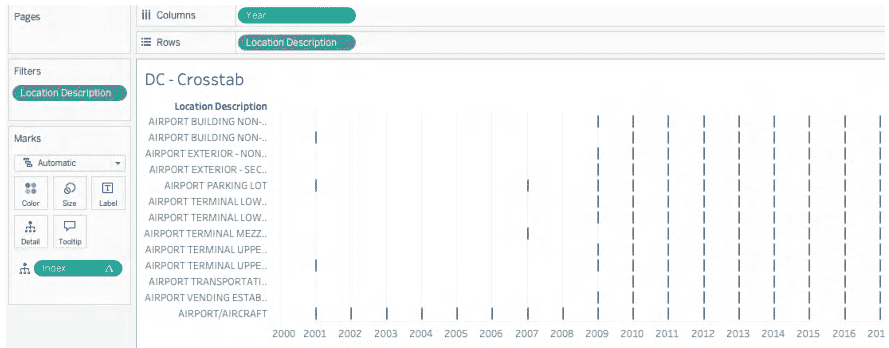 Pages
Columns
Year
Rows
Location Description
Filters
Location Description
DC - Crosstab
Location Description
AIRPORT BUILDING NON-..
AIRPORT BUILDING NON-..
AIRPORT EXTERIOR - NON..
AIRPORT EXTERIOR - SEC..
AIRPORT PARKING LOT
AIRPORT TERMINAL LOW..
AIRPORT TERMINAL LOW..
AIRPORT TERMINAL MEZZ..
AIRPORT TERMINAL UPPE..
AIRPORT TERMINAL UPPE..
AIRPORT TRANSPORTATI..
AIRPORT VENDING ESTAB..
AIRPORT/AIRCRAFT
2000 2001 2002 2003 2004 2005 2006 2007 2008 2009 2010 2011 2012 2013 2014 2015 2016 201
Marks
Automatic
Color Size Label
Detail Tooltip
Index